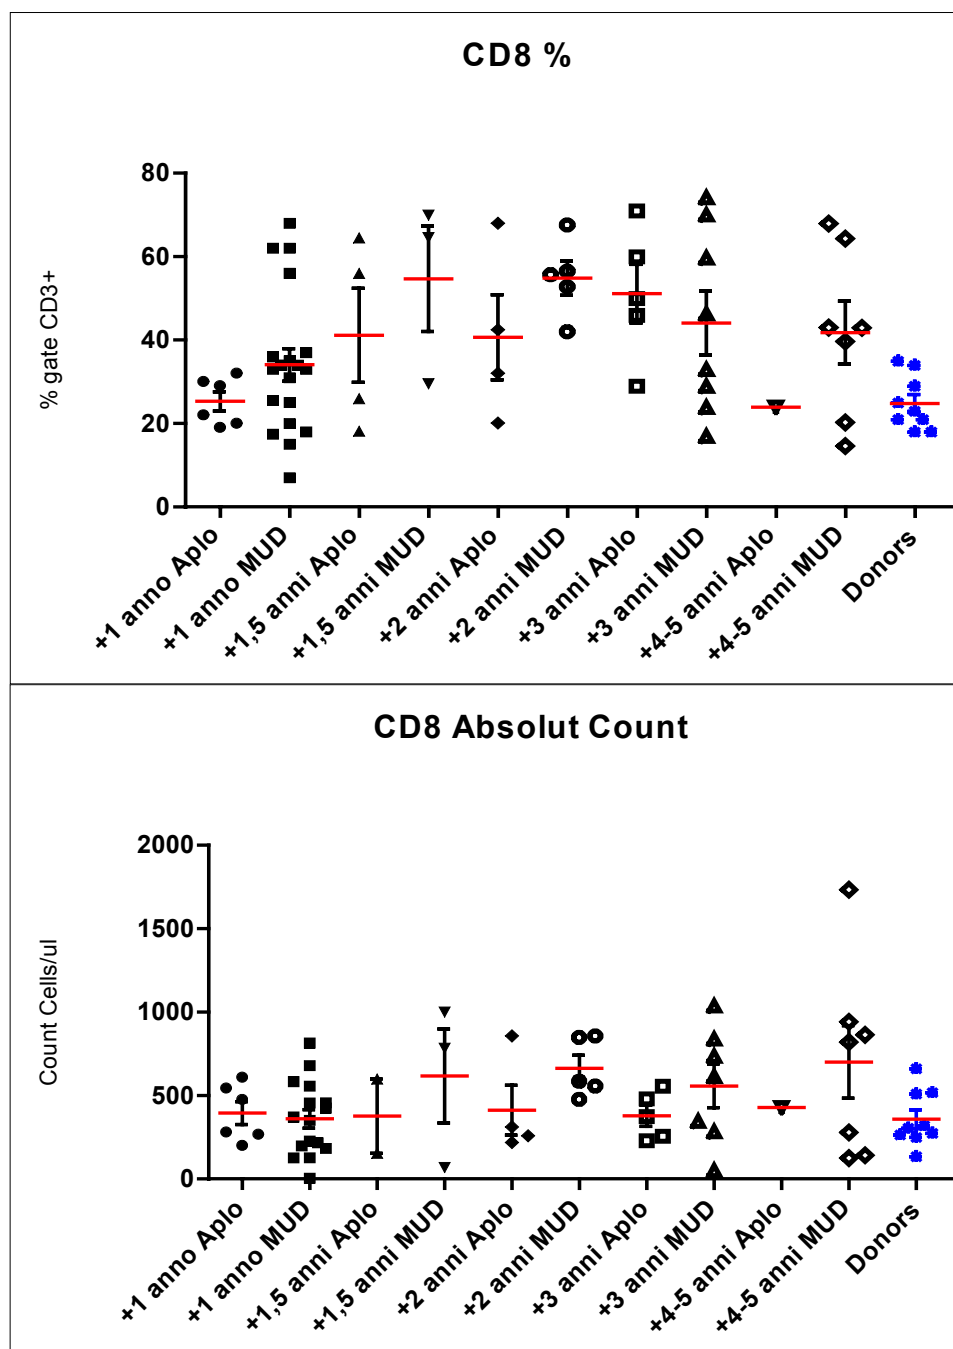 CD8 %
% gate CD3+
80
60
40
20
0
+1 anno Aplo
+1 anno MUD
+1,5 anni Aplo
+1,5 anni MUD
+2 anni Aplo
+2 anni MUD
+3 anni Aplo
+3 anni MUD
+4-5 anni Aplo
+4-5 anni MUD
Donors
CD8 Absolut Count
Count Cells/ul
2000
1500
1000
500
0
+1 anno Aplo
+1 anno MUD
+1,5 anni Aplo
+1,5 anni MUD
+2 anni Aplo
+2 anni MUD
+3 anni Aplo
+3 anni MUD
+4-5 anni Aplo
+4-5 anni MUD
Donors